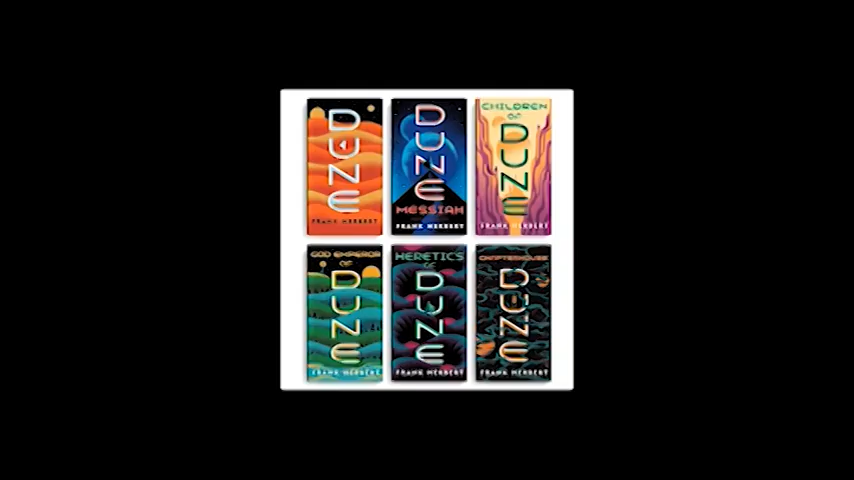 DUNE
FRANK HERBERT
DUNE
MESSIAH
FRANK HERBERT
CHILDREN
OF
DUNE
FRANK HERBERT
GOD EMPEROR
OF
DUNE
FRANK HERBERT
HERETICS
OF
DUNE
FRANK HERBERT
CHAPTERHOUSE
DUNE
FRANK HERBERT